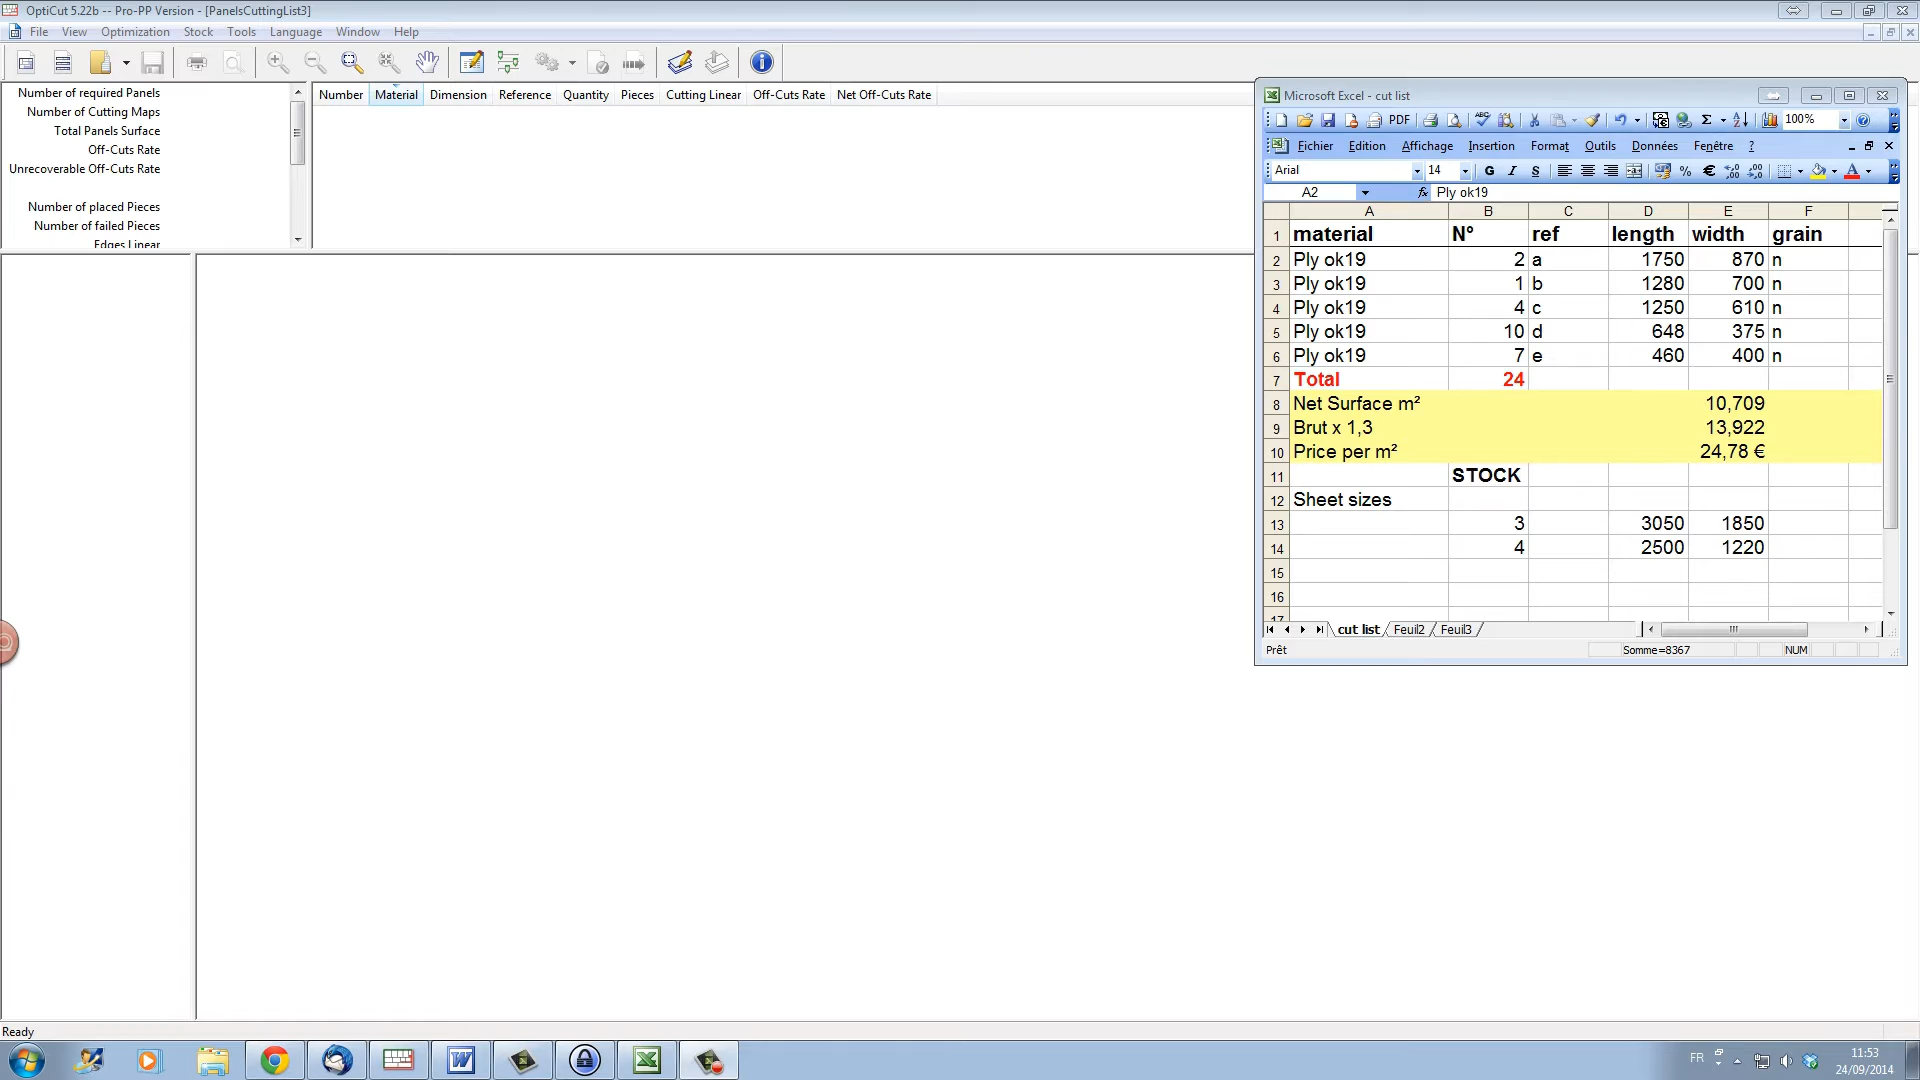 OptiCut 5.22b -- Pro-PP Version - [PanelsCuttingList3]
File View Optimization Stock Tools Language Window Help
Number of required Panels
Number of Cutting Maps
Total Panels Surface
Off-Cuts Rate
Unrecoverable Off-Cuts Rate
Number of placed Pieces
Number of failed Pieces
Edges Linear
Number Material Dimension Reference Quantity Pieces Cutting Linear Off-Cuts Rate Net Off-Cuts Rate
Microsoft Excel - cut list
PDF 100%
Fichier Edition Affichage Insertion Format Outils Données Fenêtre ?
Arial 14 G I S % €
A2 fx Ply ok19
A B C D E F
1 material N° ref length width grain
2 Ply ok19 2 a 1750 870 n
3 Ply ok19 1 b 1280 700 n
4 Ply ok19 4 c 1250 610 n
5 Ply ok19 10 d 648 375 n
6 Ply ok19 7 e 460 400 n
7 Total 24
8 Net Surface m² 10,709
9 Brut x 1,3 13,922
10 Price per m² 24,78 €
11 STOCK
12 Sheet sizes
13 3 3050 1850
14 4 2500 1220
15
16
17
cut list Feuil2 Feuil3
Prêt Somme=8367 NUM
Ready
FR 11:53
24/09/2014